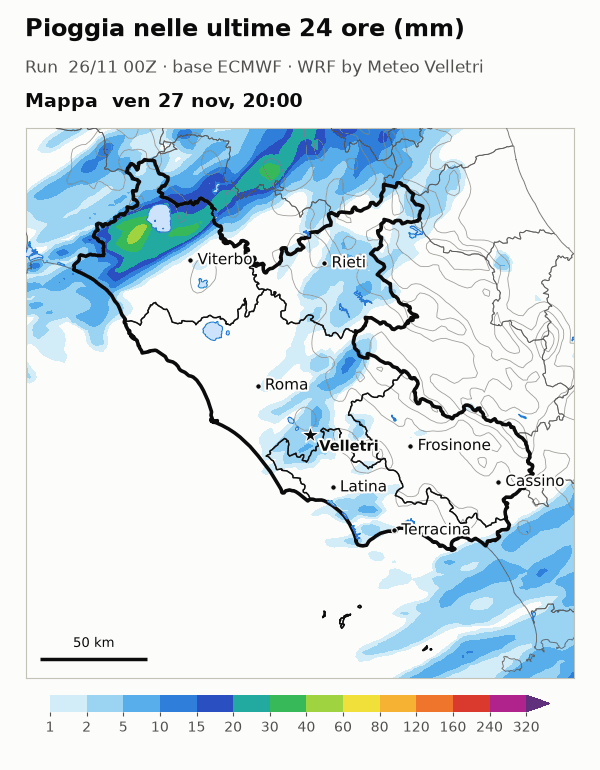 Pioggia nelle ultime 24 ore (mm)
Run 26/11 00Z · base ECMWF · WRF by Meteo Velletri
Mappa ven 27 nov, 20:00
Viterbo
Rieti
Roma
Velletri
Frosinone
Latina
Cassino
Terracina
50 km
1 2 5 10 15 20 30 40 60 80 120 160 240 320